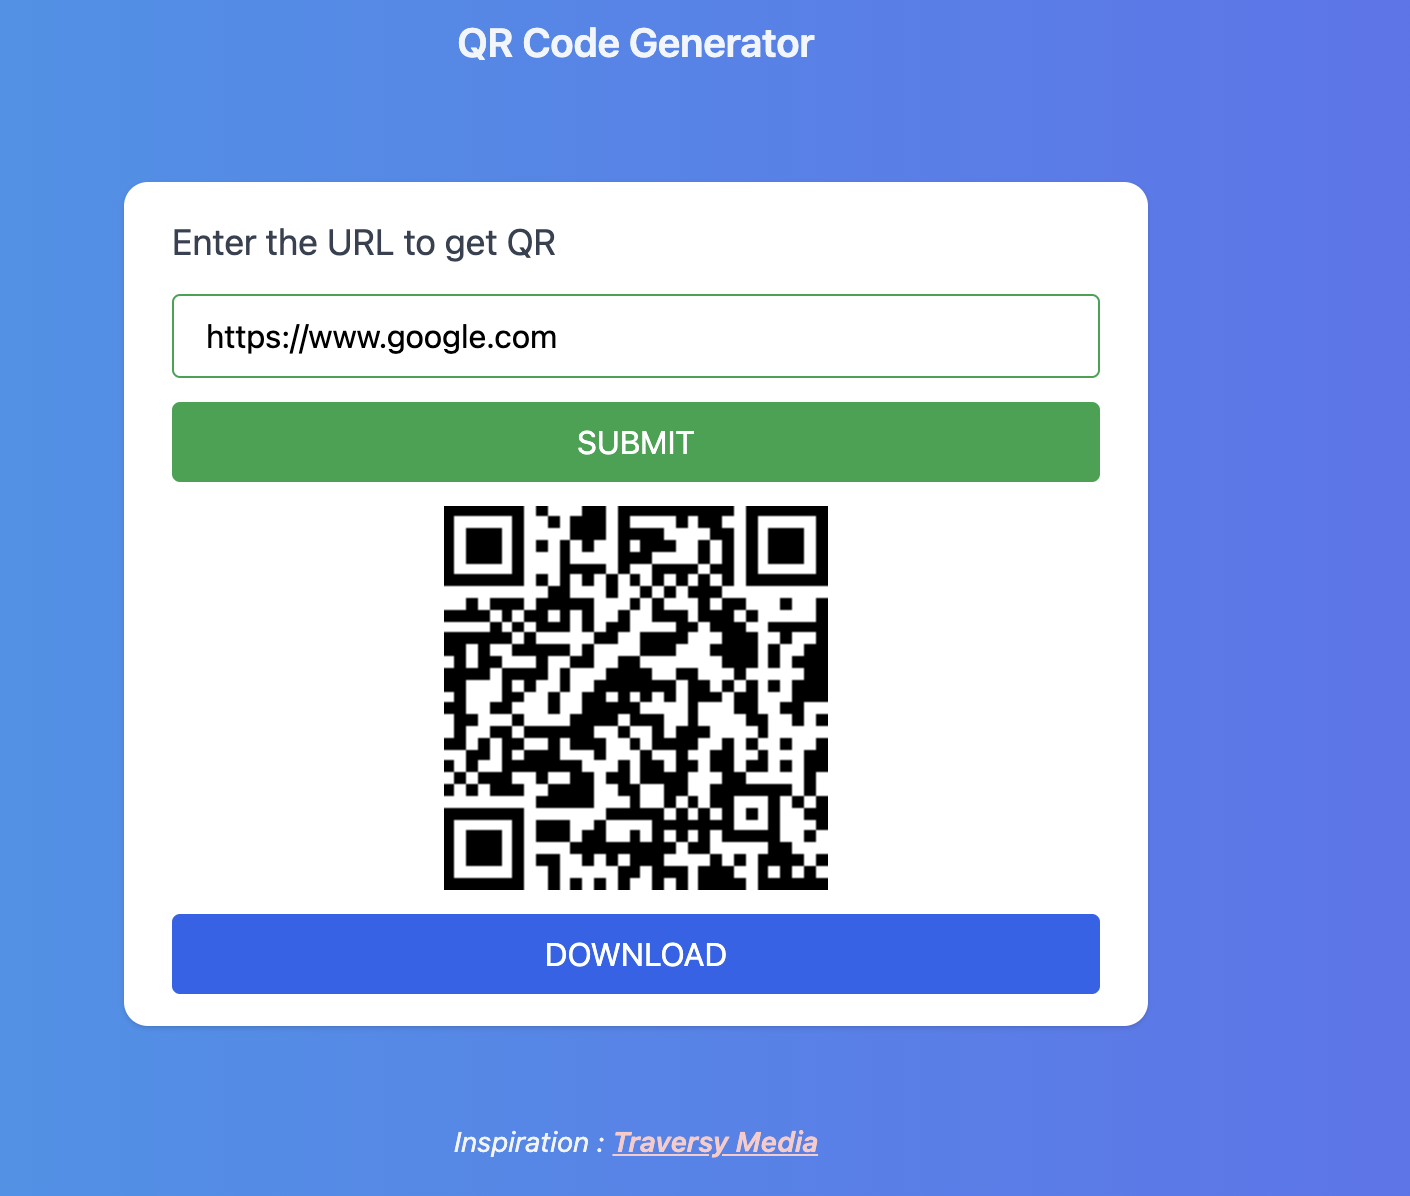 QR Code Generator
Enter the URL to get QR
https://www.google.com
SUBMIT
DOWNLOAD
Inspiration : Traversy Media